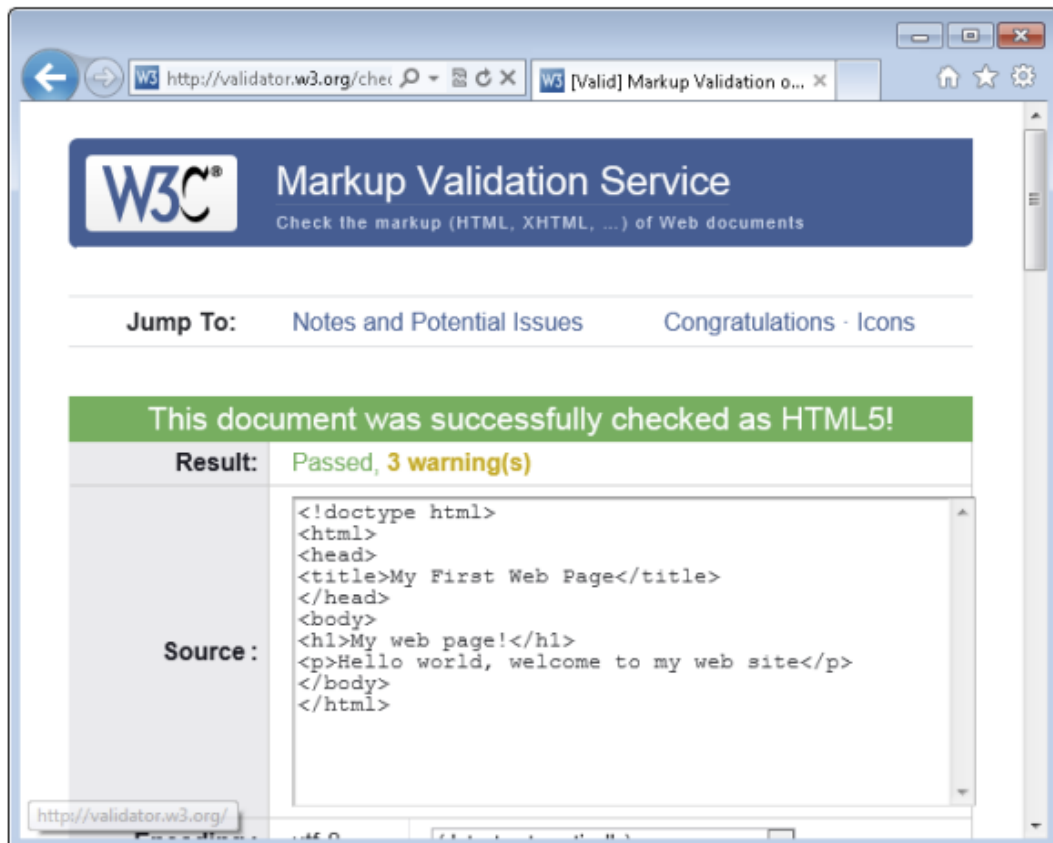 W3 http://validator.w3.org/chec
W3 [Valid] Markup Validation o...
W3C®
Markup Validation Service
Check the markup (HTML, XHTML, ...) of Web documents
Jump To: Notes and Potential Issues Congratulations · Icons
This document was successfully checked as HTML5!
Result: Passed, 3 warning(s)
Source :
<!doctype html>
<html>
<head>
<title>My First Web Page</title>
</head>
<body>
<h1>My web page!</h1>
<p>Hello world, welcome to my web site</p>
</body>
</html>
http://validator.w3.org/